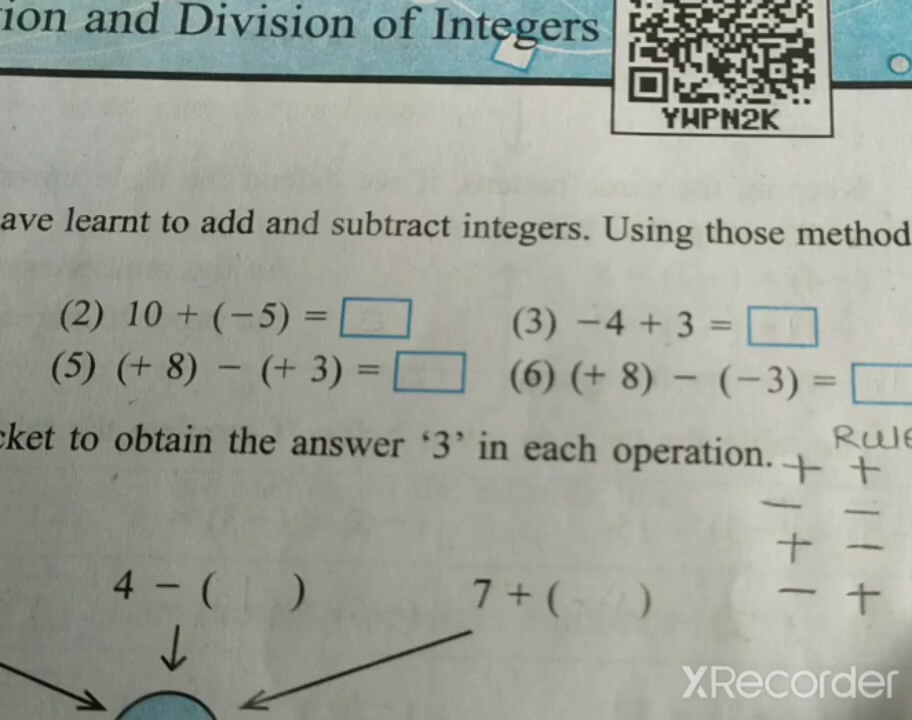 ion and Division of Integers
YWPN2K
ave learnt to add and subtract integers. Using those method
(2) 10 + (−5) =
(3) −4 + 3 =
(5) (+ 8) − (+ 3) =
(6) (+ 8) − (−3) =
cket to obtain the answer ‘3’ in each operation.
Rule
+ +
− −
+ −
− +
4 − ( )
7 + ( )
XRecorder